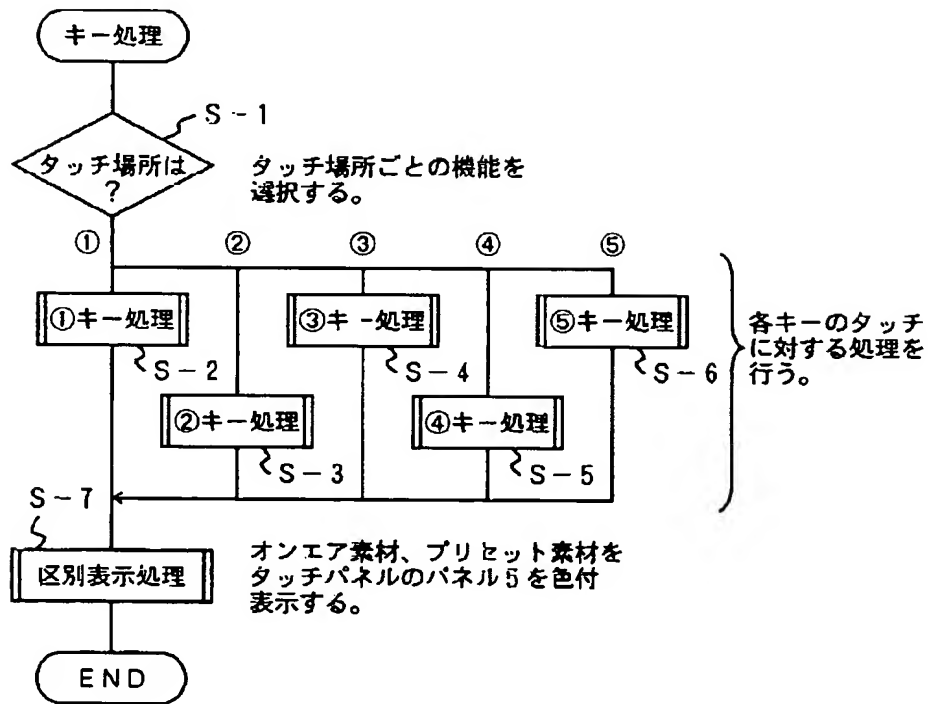 キー処理
S-1
タッチ場所は
?
タッチ場所ごとの機能を
選択する。
① ② ③ ④ ⑤
①キー処理
③キー処理
⑤キー処理
S-2
S-4
S-6
各キーのタッチ
に対する処理を
行う。
②キー処理
④キー処理
S-3
S-5
S-7
区別表示処理
オンエア素材、プリセット素材を
タッチパネルのパネル5を色付
表示する。
END